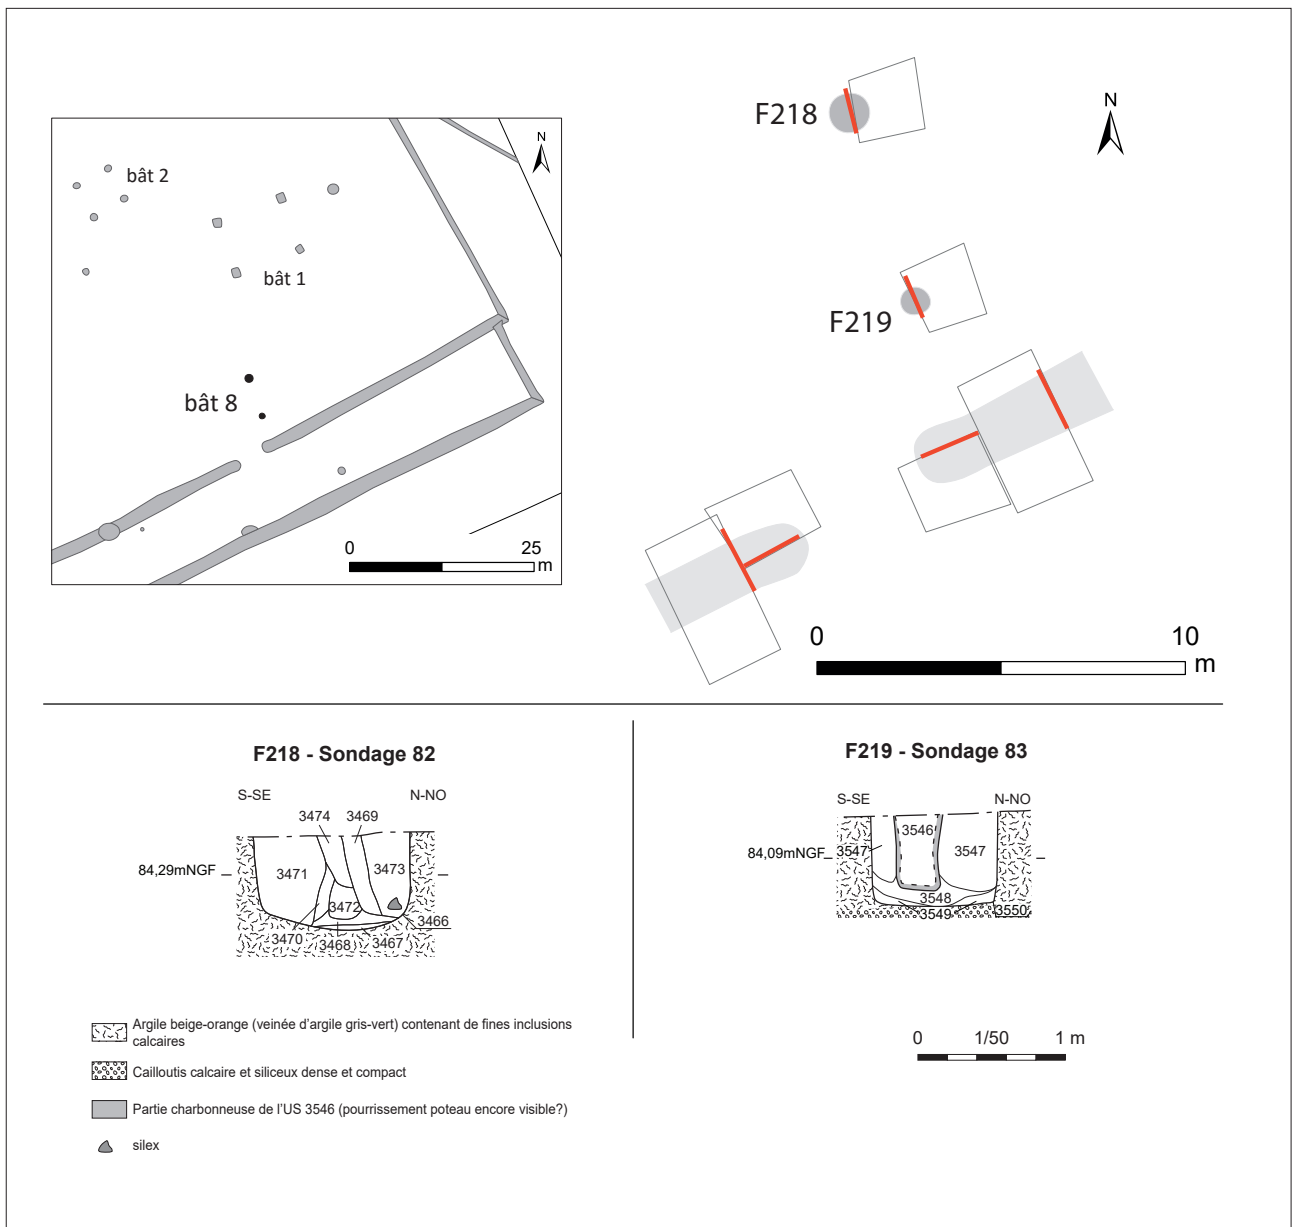 N
bât 2
bât 1
bât 8
0 25
m
F218
N
F219
0 10
m
F218 - Sondage 82
S-SE N-NO
3474 3469
84,29mNGF
3471 3473
3472
3466
3470 3468 3467
F219 - Sondage 83
S-SE N-NO
3546
84,09mNGF 3547 3547
3548
3549 3550
Argile beige-orange (veinée d'argile gris-vert) contenant de fines inclusions
calcaires
Cailloutis calcaire et siliceux dense et compact
Partie charbonneuse de l'US 3546 (pourrissement poteau encore visible?)
silex
0 1/50 1 m